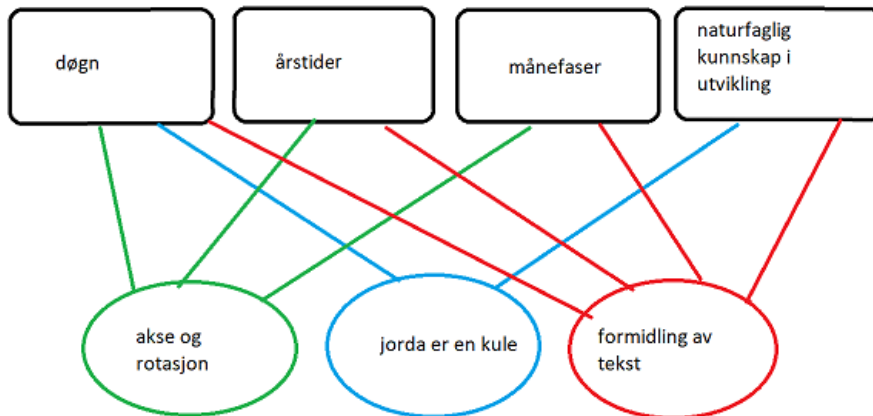 døgn
årstider
månefaser
naturfaglig
kunnskap i
utvikling
akse og
rotasjon
jorda er en kule
formidling av
tekst